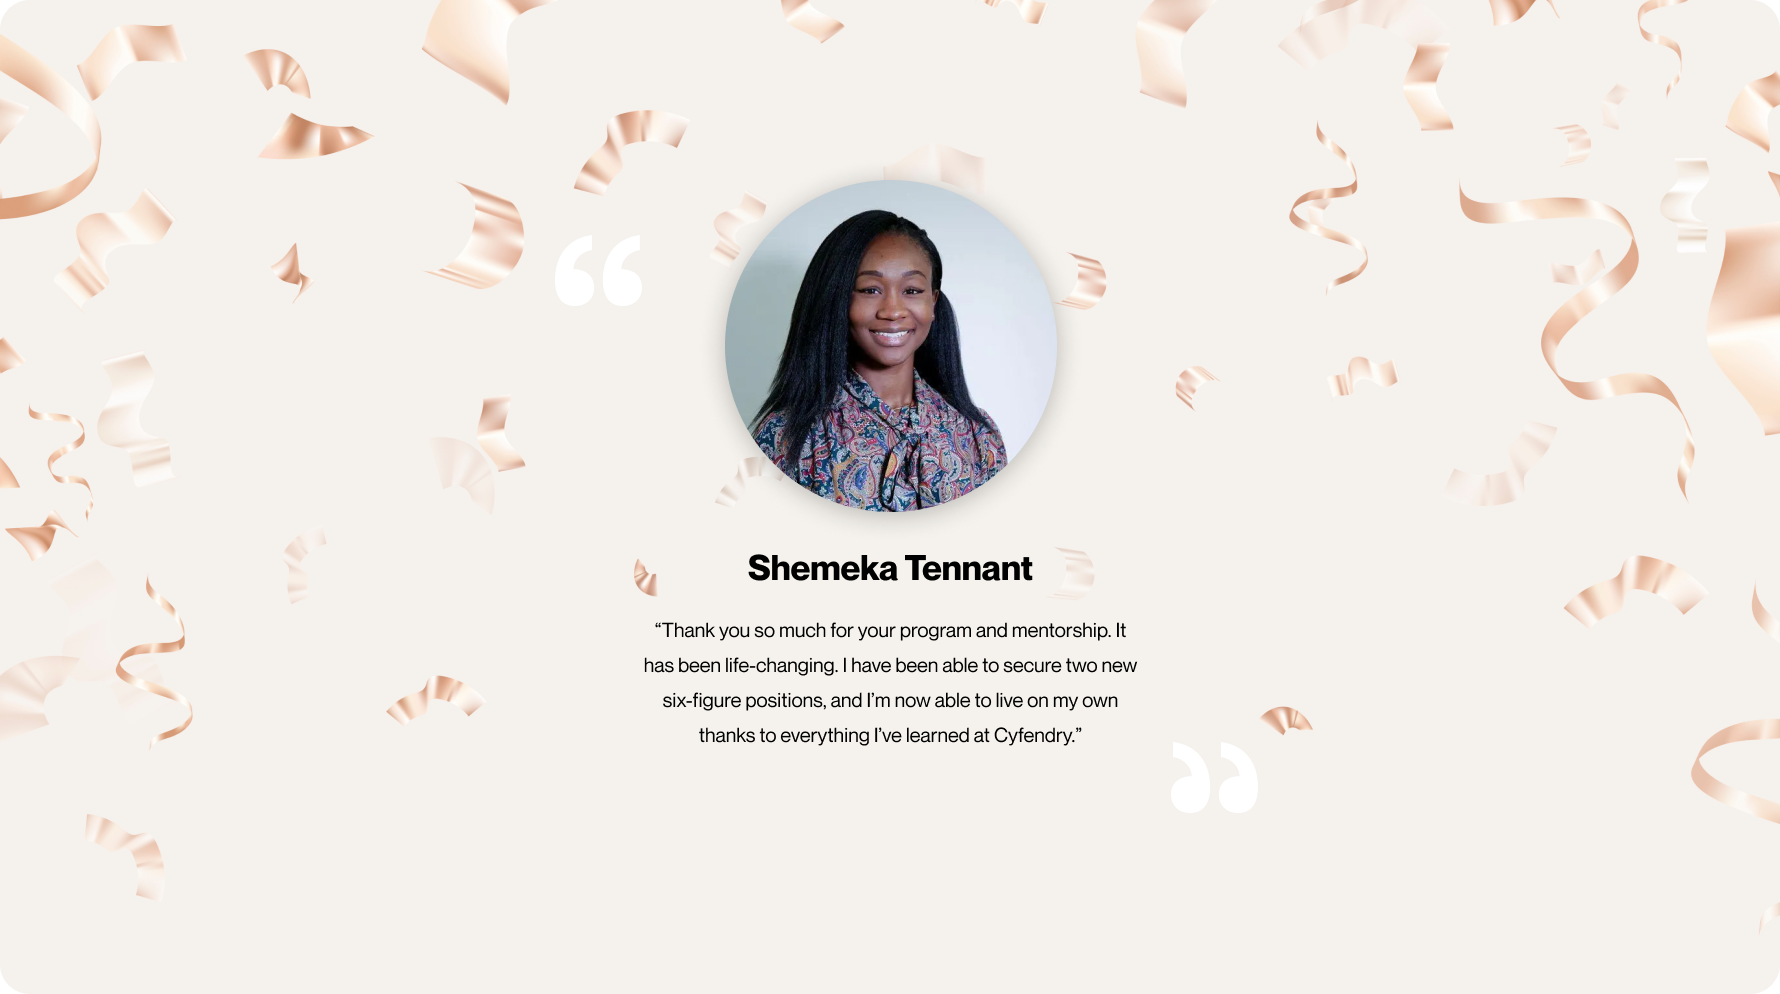 Shemeka Tennant
“Thank you so much for your program and mentorship. It
has been life-changing. I have been able to secure two new
six-figure positions, and I’m now able to live on my own
thanks to everything I’ve learned at Cyfendry.”